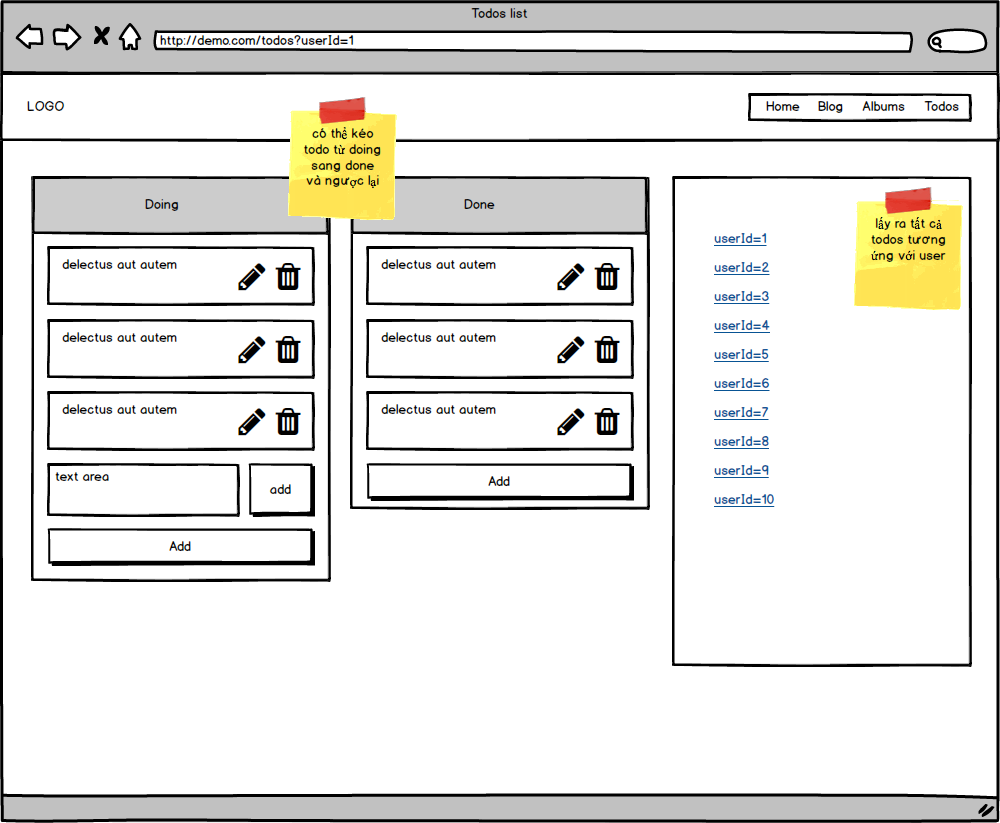 Todos list
http://demo.com/todos?userId=1
LOGO
Home Blog Albums Todos
có thể kéo
todo từ doing
sang done
và ngược lại
Doing
delectus aut autem
delectus aut autem
delectus aut autem
text area
add
Add
Done
delectus aut autem
delectus aut autem
delectus aut autem
Add
lấy ra tất cả
todos tương
ứng với user
userId=1
userId=2
userId=3
userId=4
userId=5
userId=6
userId=7
userId=8
userId=9
userId=10